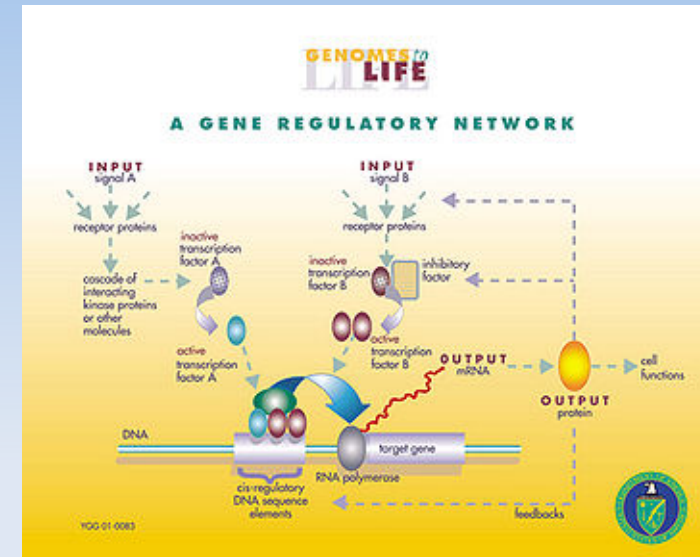 GENOMES to
LIFE
A GENE REGULATORY NETWORK
INPUT
signal A
receptor proteins
cascade of
interacting
kinase proteins
or other
molecules
inactive
transcription
factor A
active
transcription
factor A
INPUT
signal B
receptor proteins
inactive
transcription
factor B
inhibitory
factor
active
transcription
factor B
OUTPUT
mRNA
OUTPUT
protein
cell
functions
DNA
target gene
RNA polymerase
cis-regulatory
DNA sequence
elements
feedbacks
YGG 01-0083